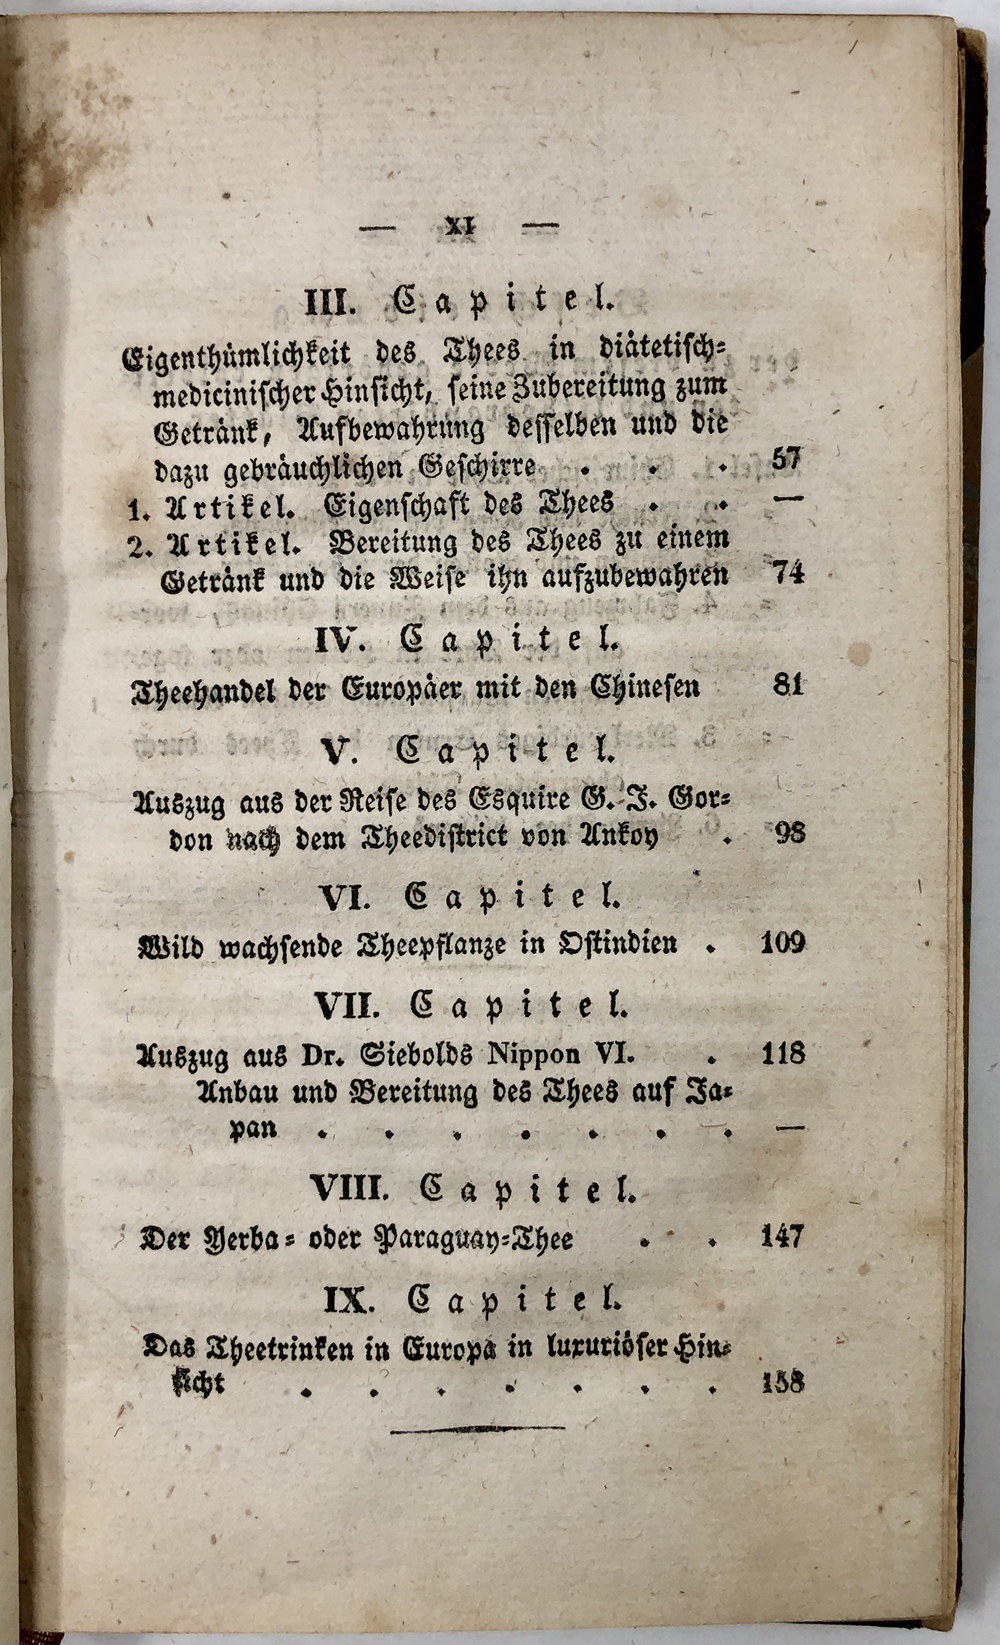 — XI —
III. Capitel.
Eigenthümlichkeit des Thees in diätetisch-
medicinischer Hinsicht, seine Zubereitung zum
Getränk, Aufbewahrung desselben und die
dazu gebräuchlichen Geschirre . . . 57
1. Artikel. Eigenschaft des Thees . . —
2. Artikel. Bereitung des Thees zu einem
Getränk und die Weise ihn aufzubewahren 74
IV. Capitel.
Theehandel der Europäer mit den Chinesen 81
V. Capitel.
Auszug aus der Reise des Esquire G. J. Gor-
don nach dem Theedistrict von Ankoy . 98
VI. Capitel.
Wild wachsende Theepflanze in Ostindien . 109
VII. Capitel.
Auszug aus Dr. Siebolds Nippon VI. . 118
Anbau und Bereitung des Thees auf Ja-
pan . . . . . . . —
VIII. Capitel.
Der Yerba- oder Paraguay-Thee . . 147
IX. Capitel.
Das Theetrinken in Europa in luxuriöser Hin-
sicht . . . . . . . 158